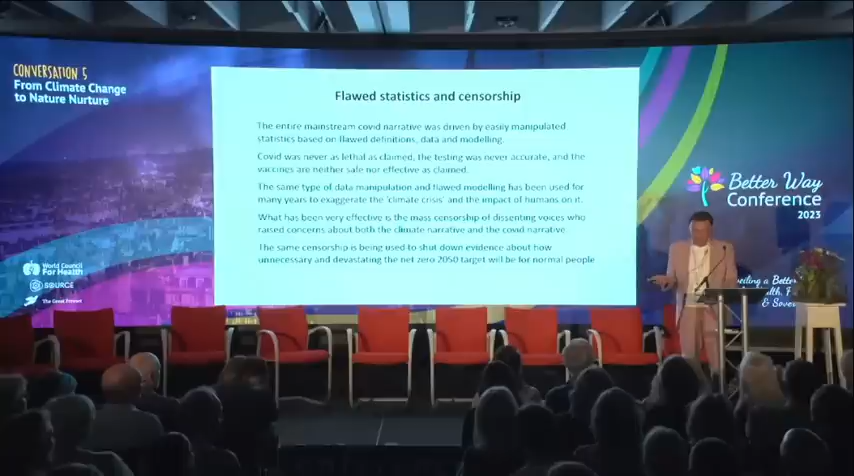 CONVERSATION 5
From Climate Change
to Nature Nurture
Flawed statistics and censorship
The entire mainstream covid narrative was driven by easily manipulated
statistics based on flawed definitions, data and modelling.
Covid was never as lethal as claimed, the testing was never accurate, and the
vaccines are neither safe nor effective as claimed.
The same type of data manipulation and flawed modelling has been used for
many years to exaggerate the 'climate crisis' and the impact of humans on it.
What has been very effective is the mass censorship of dissenting voices who
raised concerns about both the climate narrative and the covid narrative
The same censorship is being used to shut down evidence about how
unnecessary and devastating the net zero 2050 target will be for normal people
Better Way
Conference
2023
World Council
For Health
SOURCE
The Great
a Better
&